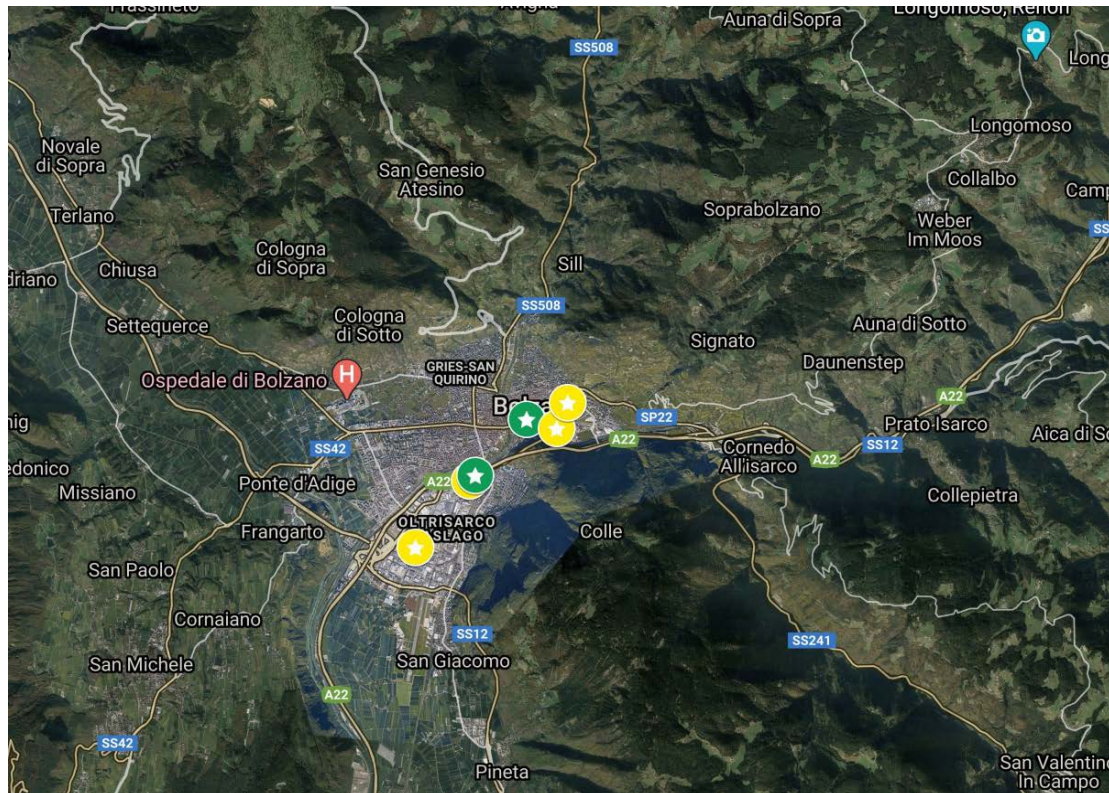 Frassineto
Avigna
Auna di Sopra
Longomoso, Renon
SS508
Novale
di Sopra
San Genesio
Atesino
Longomoso
Collalbo
Terlano
Soprabolzano
Weber
Im Moos
Cologna
di Sopra
Chiusa
Sill
SS508
Settequerce
Cologna
di Sotto
Signato
Auna di Sotto
Daunenstep
GRIES-SAN
QUIRINO
Ospedale di Bolzano
H
A22
SP22
Prato Isarco
SS42
A22
SS12
Cornedo
All'isarco
A22
Missiano
Ponte d'Adige
A22
Collepietra
Frangarto
OLTRISARCO
Colle
San Paolo
Cornaiano
SS12
SS241
San Michele
San Giacomo
A22
SS42
Pineta
San Valentino
In Campo